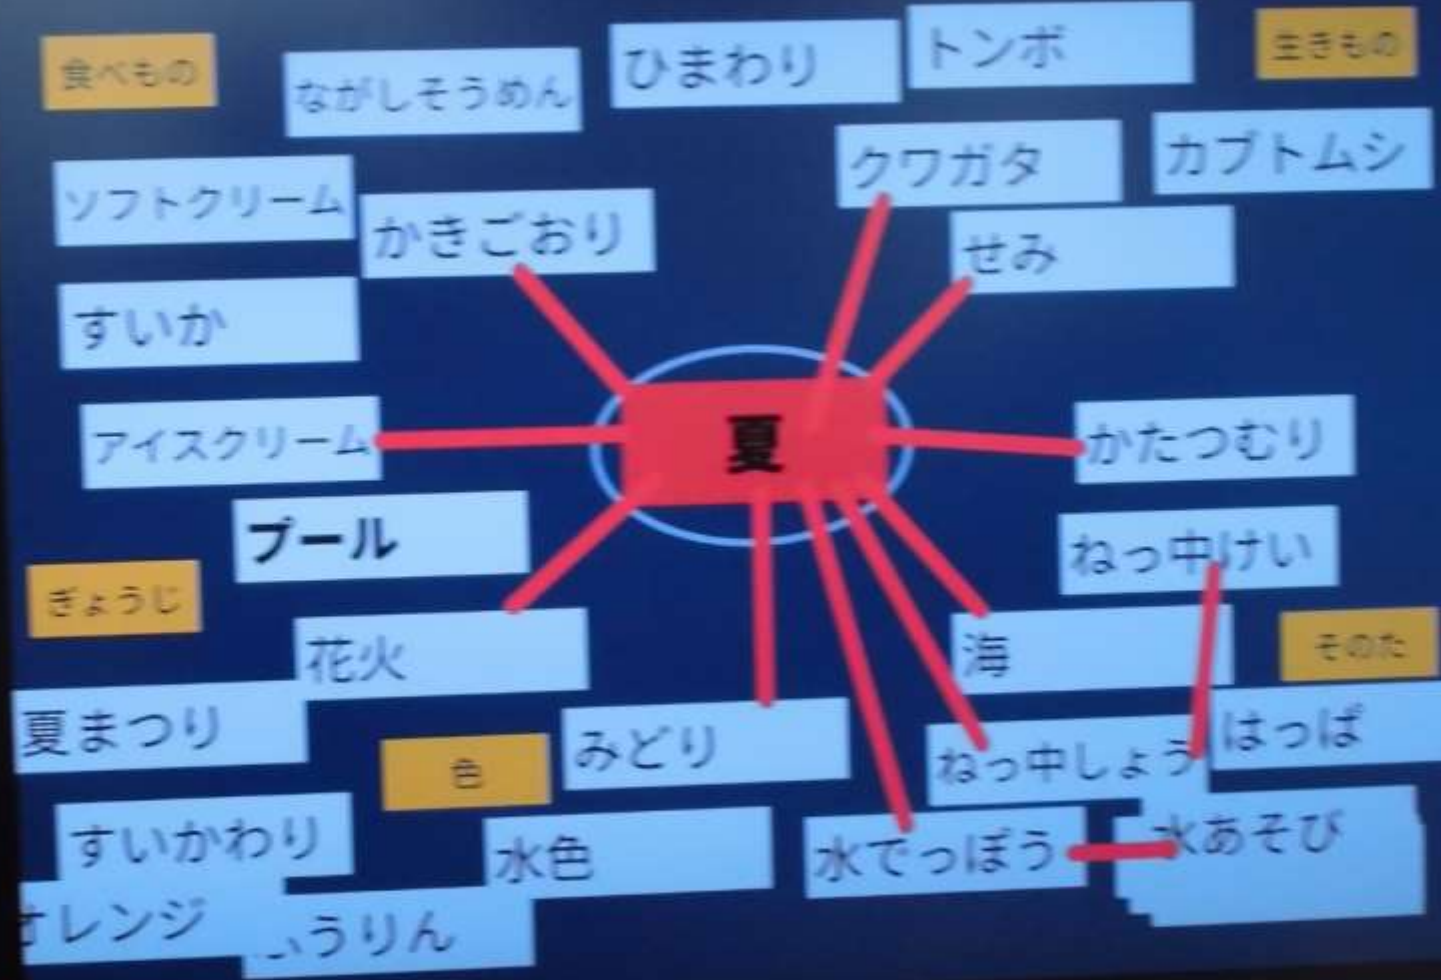 食べもの
ながしそうめん
ひまわり
トンボ
生きもの
ソフトクリーム
かきごおり
クワガタ
カブトムシ
せみ
すいか
アイスクリーム
夏
かたつむり
プール
ねっ中けい
ぎょうじ
花火
海
そのた
夏まつり
色
みどり
ねっ中しょう
はっぱ
すいかわり
水色
水でっぽう
水あそび
オレンジ
ふうりん